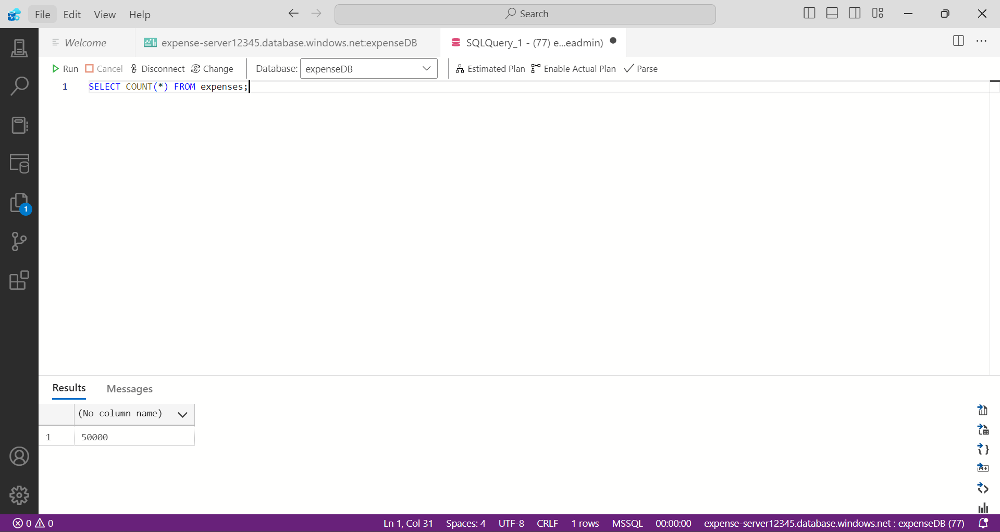 File Edit View Help Search
Welcome expense-server12345.database.windows.net:expenseDB SQLQuery_1 - (77) e...eadmin)
Run Cancel Disconnect Change Database: expenseDB Estimated Plan Enable Actual Plan Parse
1 SELECT COUNT(*) FROM expenses;
1
Results Messages
(No column name)
1 50000
0 0 Ln 1, Col 31 Spaces: 4 UTF-8 CRLF 1 rows MSSQL 00:00:00 expense-server12345.database.windows.net : expenseDB (77)